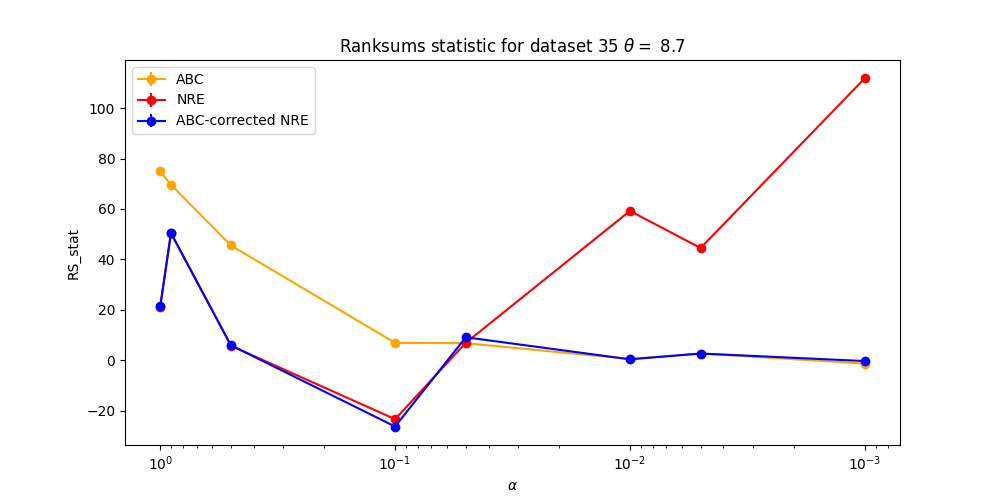 Ranksums statistic for dataset 35 θ = 8.7
ABC
NRE
ABC-corrected NRE
RS_stat
100
80
60
40
20
0
−20
10⁰
10⁻¹
10⁻²
10⁻³
α